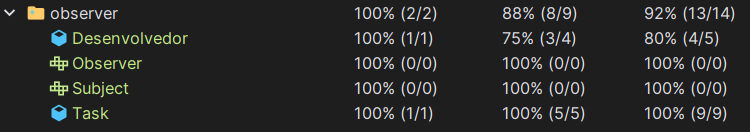 observer 100% (2/2) 88% (8/9) 92% (13/14)
Desenvolvedor 100% (1/1) 75% (3/4) 80% (4/5)
Observer 100% (0/0) 100% (0/0) 100% (0/0)
Subject 100% (0/0) 100% (0/0) 100% (0/0)
Task 100% (1/1) 100% (5/5) 100% (9/9)